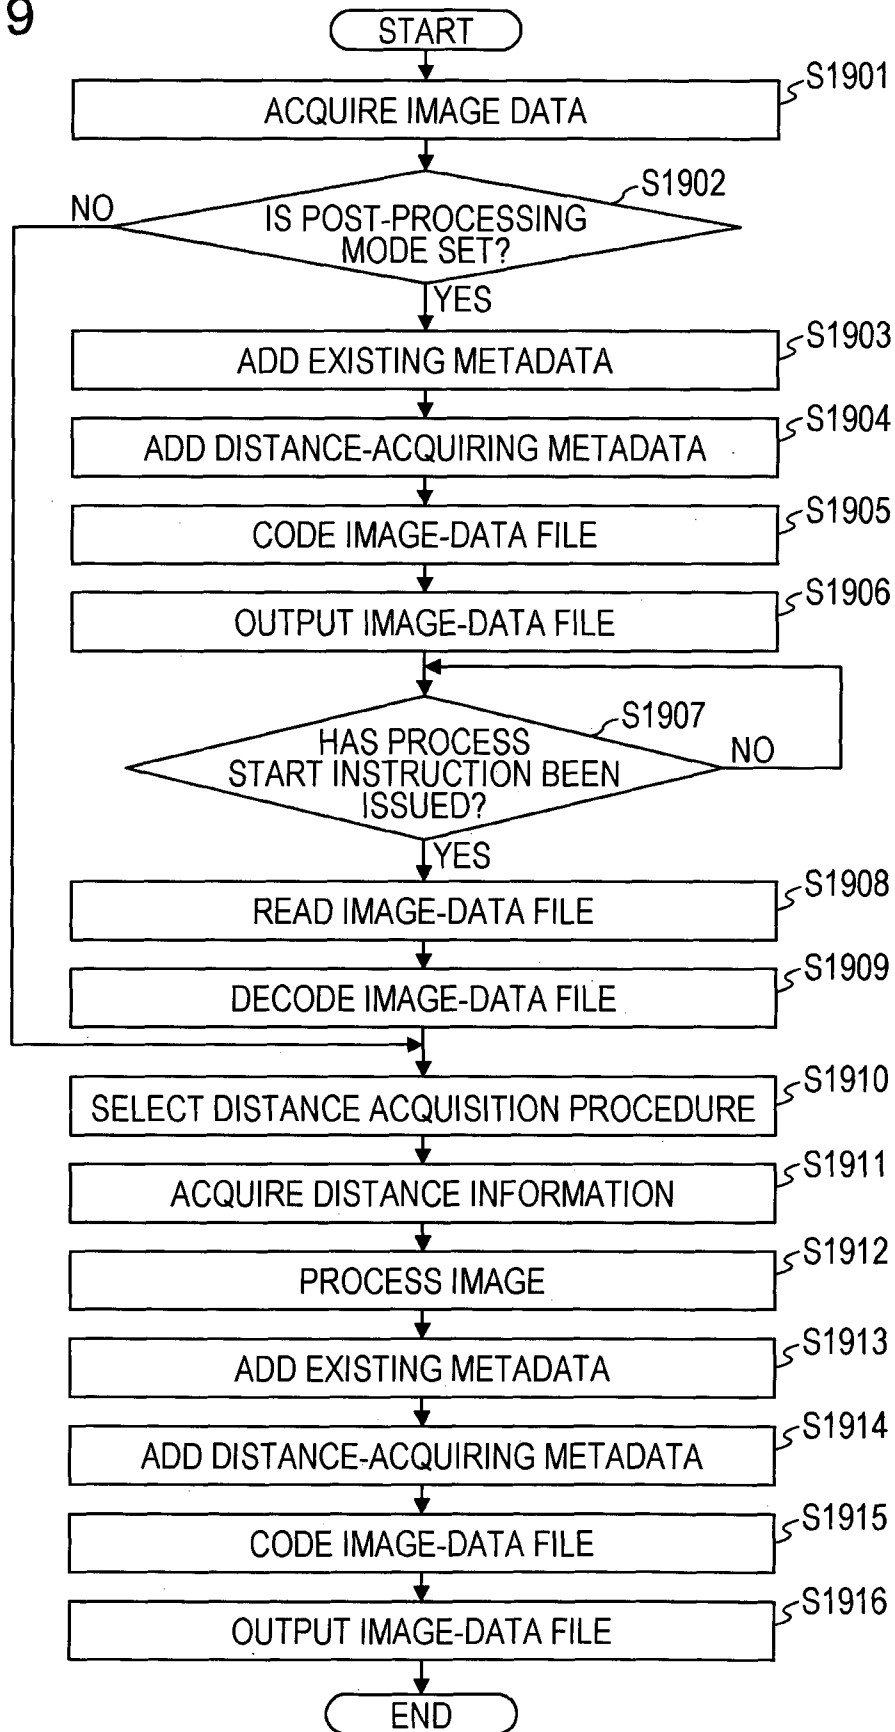 9
START
S1901
ACQUIRE IMAGE DATA
S1902
NO
IS POST-PROCESSING
MODE SET?
YES
S1903
ADD EXISTING METADATA
S1904
ADD DISTANCE-ACQUIRING METADATA
S1905
CODE IMAGE-DATA FILE
S1906
OUTPUT IMAGE-DATA FILE
S1907
HAS PROCESS
START INSTRUCTION BEEN
ISSUED?
NO
YES
S1908
READ IMAGE-DATA FILE
S1909
DECODE IMAGE-DATA FILE
S1910
SELECT DISTANCE ACQUISITION PROCEDURE
S1911
ACQUIRE DISTANCE INFORMATION
S1912
PROCESS IMAGE
S1913
ADD EXISTING METADATA
S1914
ADD DISTANCE-ACQUIRING METADATA
S1915
CODE IMAGE-DATA FILE
S1916
OUTPUT IMAGE-DATA FILE
END